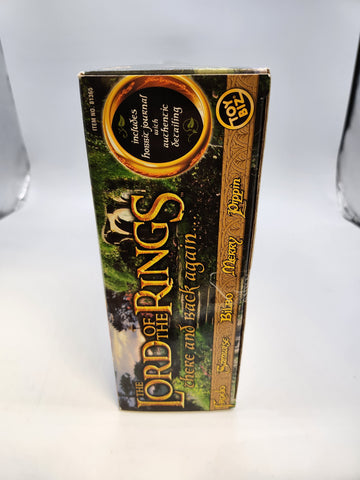 ITEM NO. 81365
includes
hobbit journal
with
authentic
detailing
TOY BIZ
THE
LORD OF
THE RINGS
there and back again
Frodo Samwise Bilbo Merry Pippin